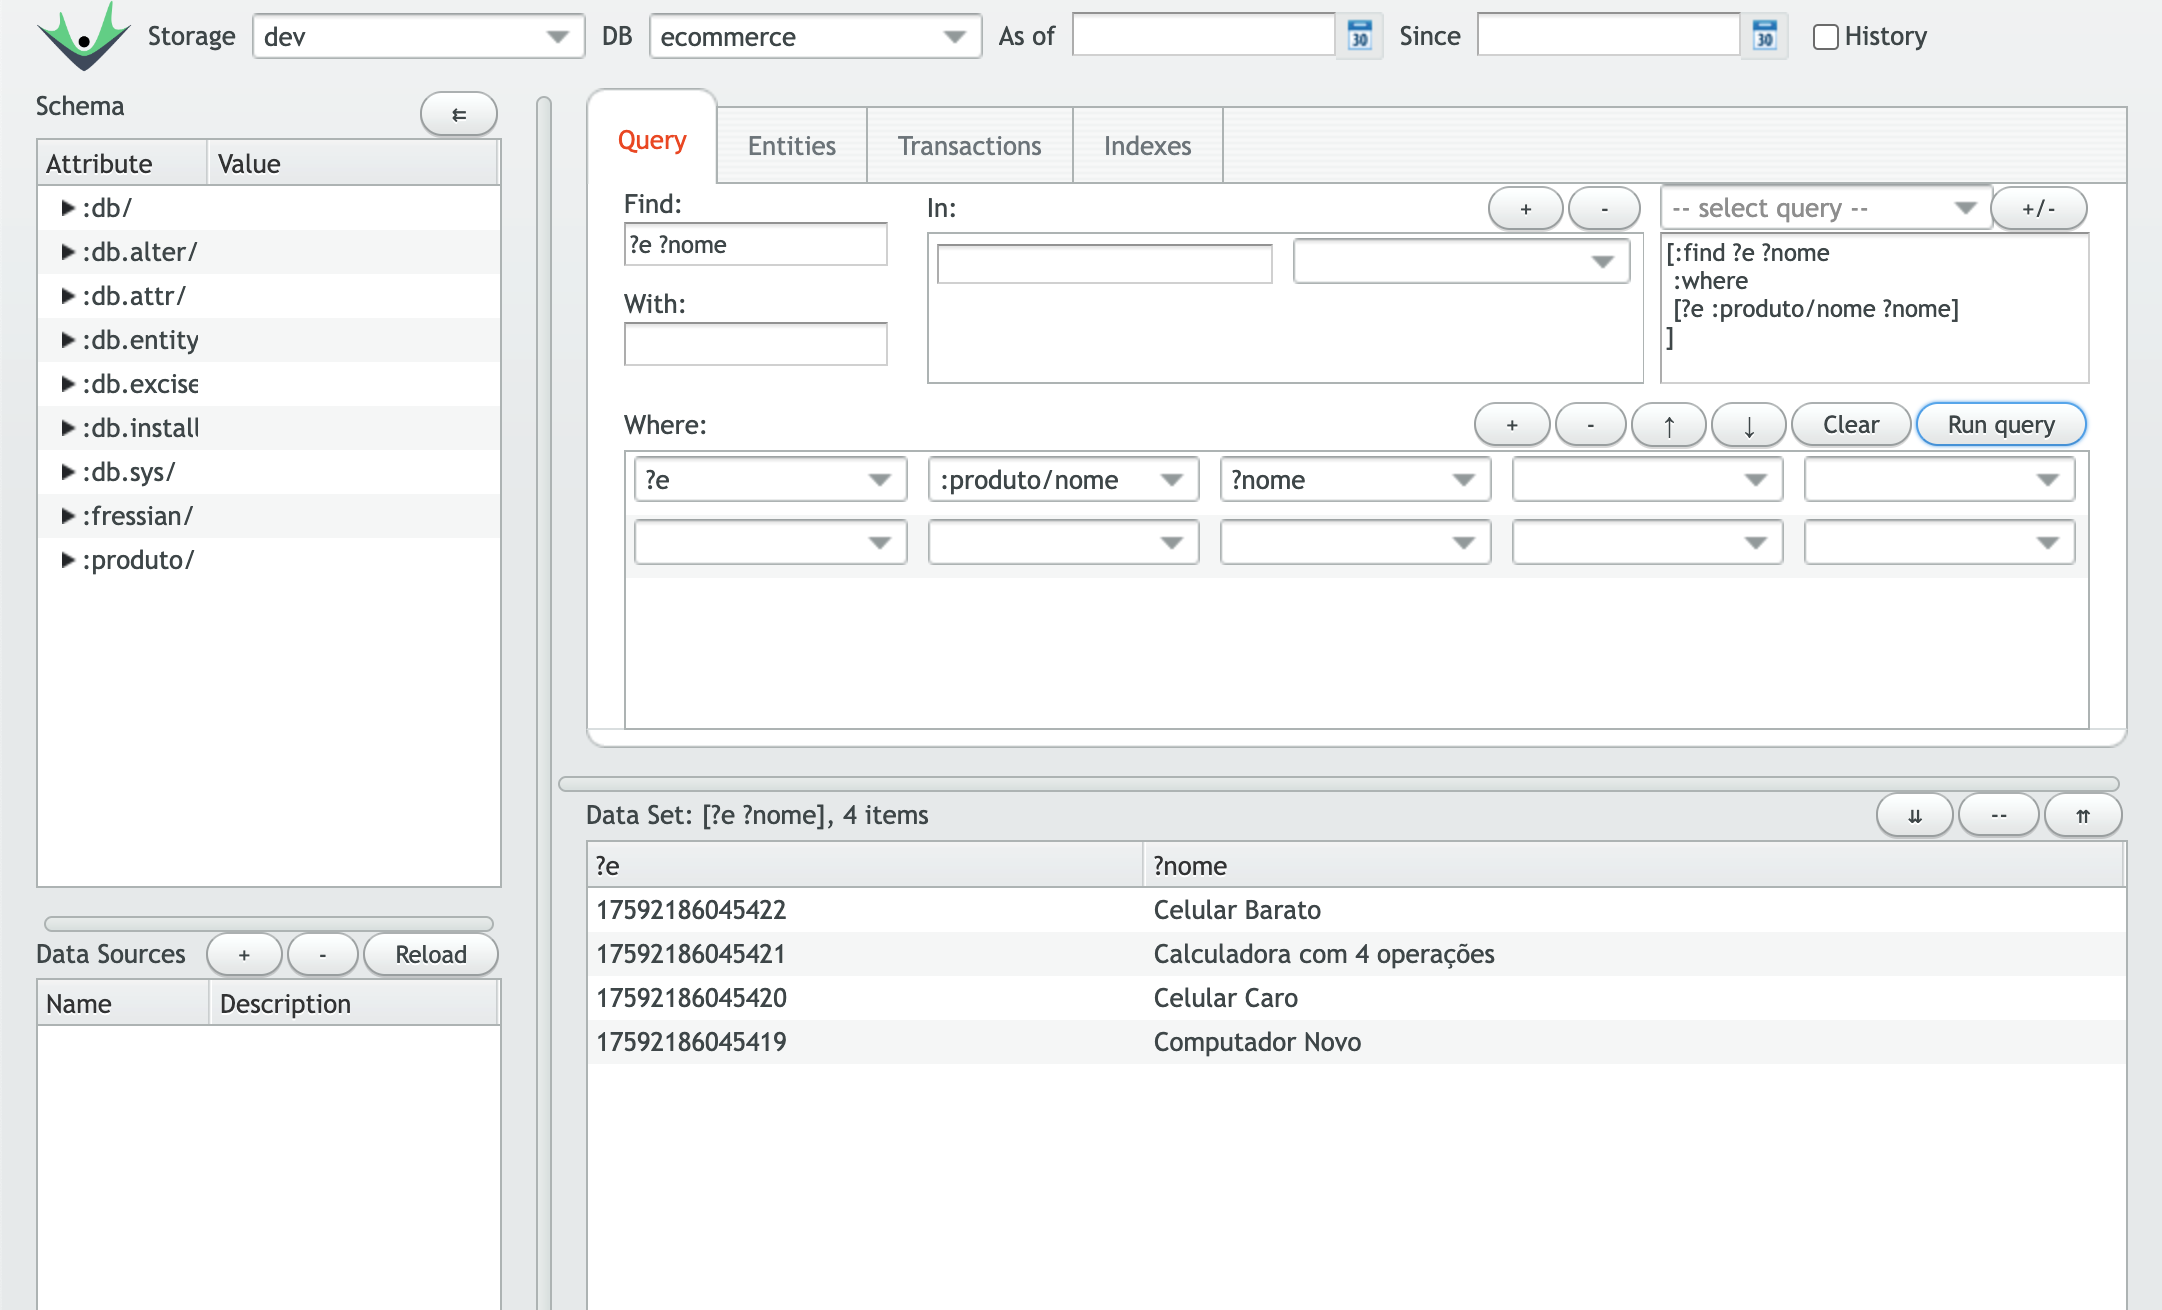 Storage dev DB ecommerce As of 30 Since 30 History
Schema ⇇
Attribute Value
:db/
:db.alter/
:db.attr/
:db.entity
:db.excise
:db.install
:db.sys/
:fressian/
:produto/
Data Sources + - Reload
Name Description
Query Entities Transactions Indexes
Find:
?e ?nome
With:
In: + -
-- select query -- +/-
[:find ?e ?nome
:where
[?e :produto/nome ?nome]
]
Where: + - ↑ ↓ Clear Run query
?e :produto/nome ?nome
Data Set: [?e ?nome], 4 items ⇊ -- ⇈
?e ?nome
17592186045422 Celular Barato
17592186045421 Calculadora com 4 operações
17592186045420 Celular Caro
17592186045419 Computador Novo